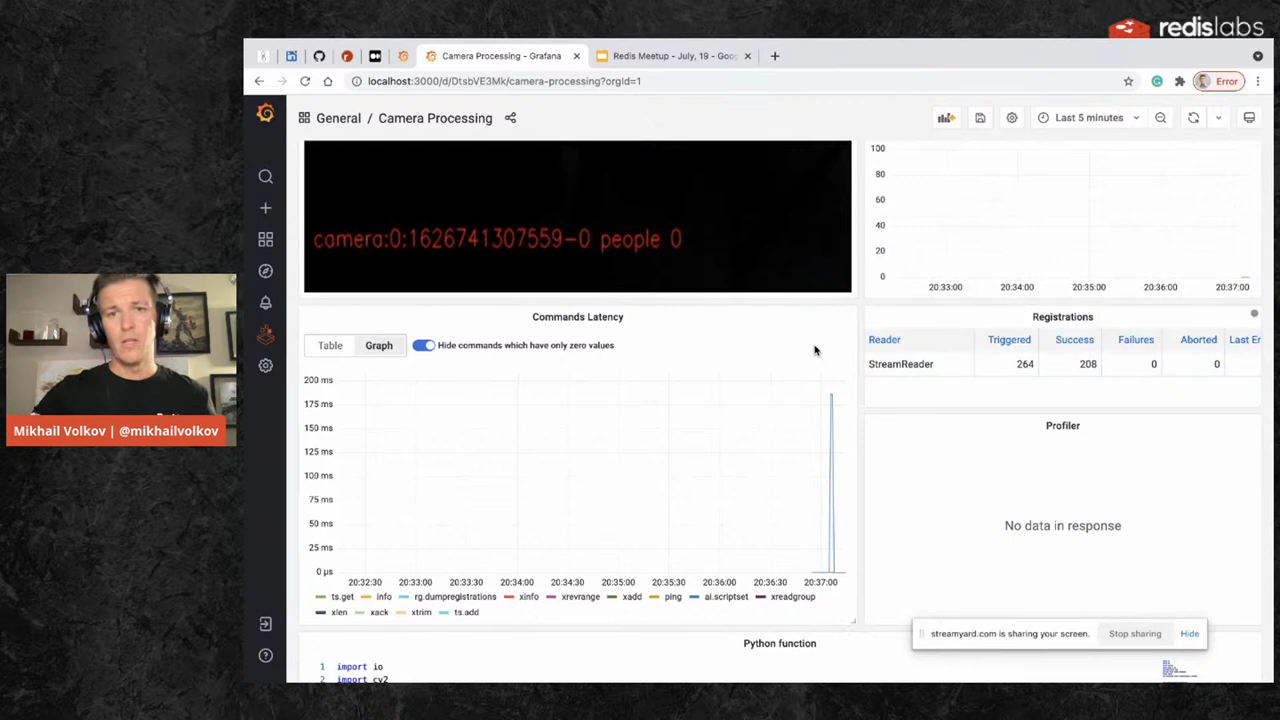 redislabs
Camera Processing - Grafana
Redis Meetup - July, 19 - Goo
localhost:3000/d/DtsbVE3Mk/camera-processing?orgId=1
Error
General / Camera Processing
Last 5 minutes
camera:0:1626741307559-0 people 0
100
80
60
40
20
0
20:33:00 20:34:00 20:35:00 20:36:00 20:37:00
Commands Latency
Table Graph Hide commands which have only zero values
200 ms
175 ms
150 ms
125 ms
100 ms
75 ms
50 ms
25 ms
0 µs
20:32:30 20:33:00 20:33:30 20:34:00 20:34:30 20:35:00 20:35:30 20:36:00 20:36:30 20:37:00
ts.get info rg.dumpregistrations xinfo xrevrange xadd ping ai.scriptset xreadgroup
xlen xack xtrim ts.add
Registrations
Reader Triggered Success Failures Aborted Last Er
StreamReader 264 208 0 0
Profiler
No data in response
Mikhail Volkov | @mikhailvolkov
streamyard.com is sharing your screen. Stop sharing Hide
Python function
1 import io
2 import cv2